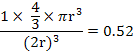 (1 × 4/3 × πr³)/(2r)³ = 0.52